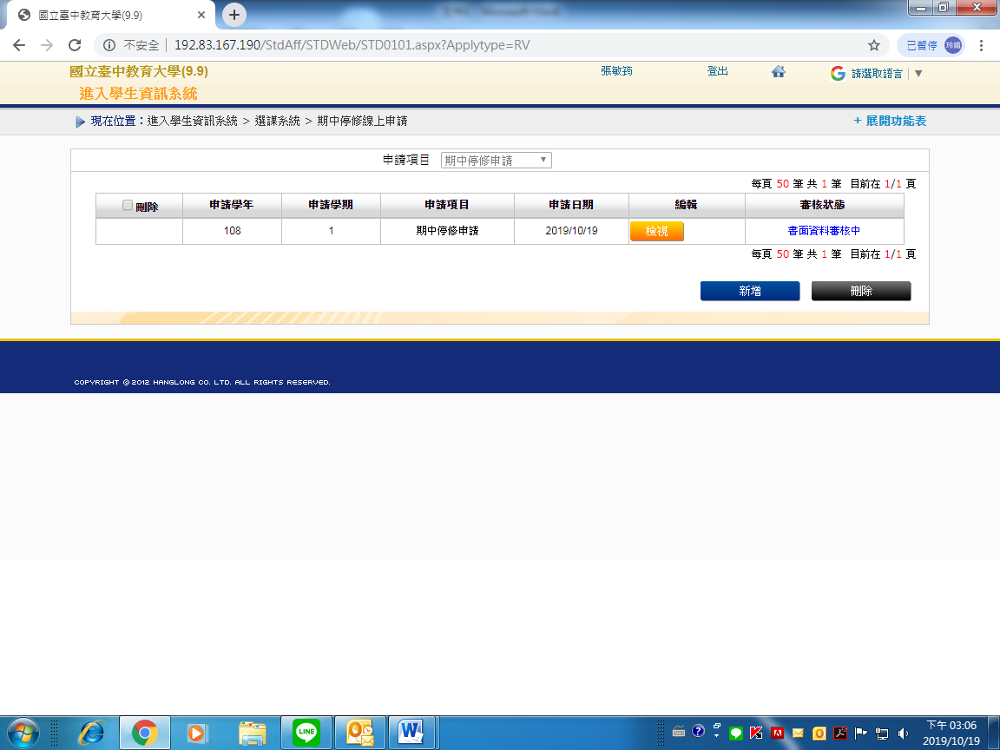 國立臺中教育大學(9.9)
不安全 192.83.167.190/StdAff/STDWeb/STD0101.aspx?Applytype=RV
已暫停
國立臺中教育大學(9.9)
進入學生資訊系統
張敏筠 登出 請選取語言
現在位置：進入學生資訊系統 > 選課系統 > 期中停修線上申請
+ 展開功能表
申請項目 期中停修申請
每頁 50 筆 共 1 筆 目前在 1/1 頁
刪除 申請學年 申請學期 申請項目 申請日期 編輯 審核狀態
108 1 期中停修申請 2019/10/19 檢視 書面資料審核中
每頁 50 筆 共 1 筆 目前在 1/1 頁
新增 刪除
COPYRIGHT © 2012 HANGLONG CO. LTD. ALL RIGHTS RESERVED.
LINE
下午 03:06
2019/10/19